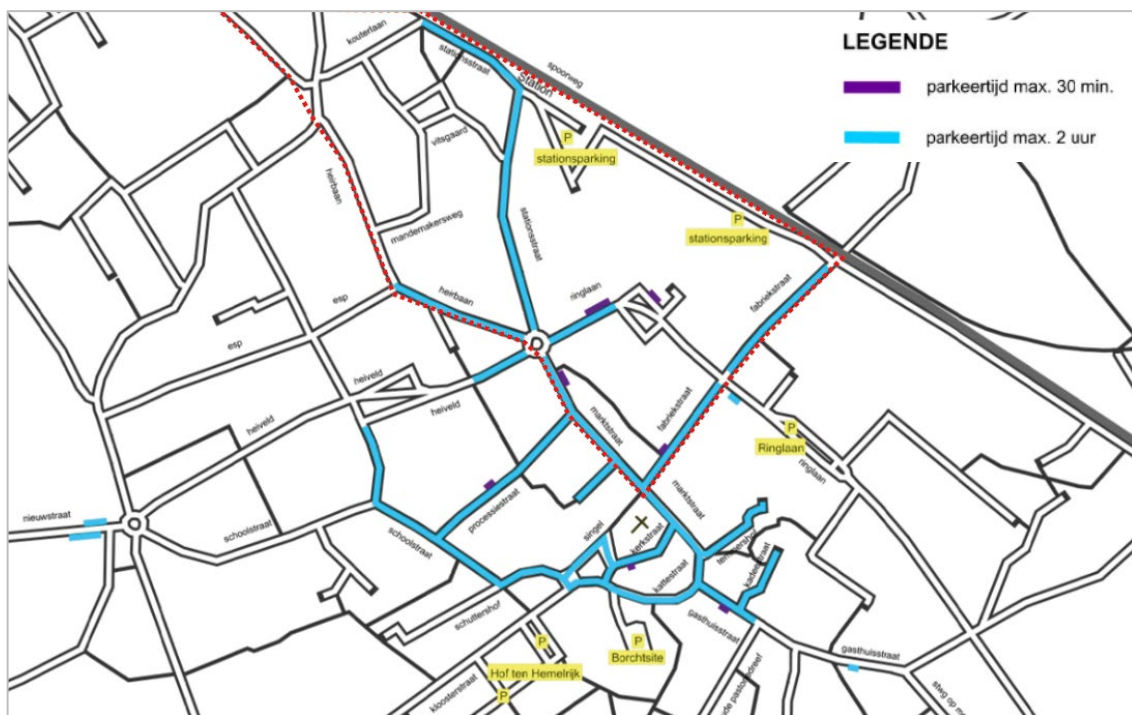 LEGENDE
parkeertijd max. 30 min.
parkeertijd max. 2 uur
kouterlaan
stationsstraat
Station
spoorweg
vitsgaard
P
stationsparking
heirbaan
mandemakersweg
stationsstraat
P
stationsparking
esp
heirbaan
ringlaan
fabriekstraat
esp
heiveld
heiveld
heiveld
marktstraat
fabriekstraat
P
Ringlaan
ringlaan
nieuwstraat
schoolstraat
processiestraat
marktstraat
schoolstraat
singel
kerkstraat
kattestraat
schuttershof
gasthuisstraat
P
Hof ten Hemelrijk
P
P
Borchtsite
kloosterstraat
gasthuisstraat
stwg op